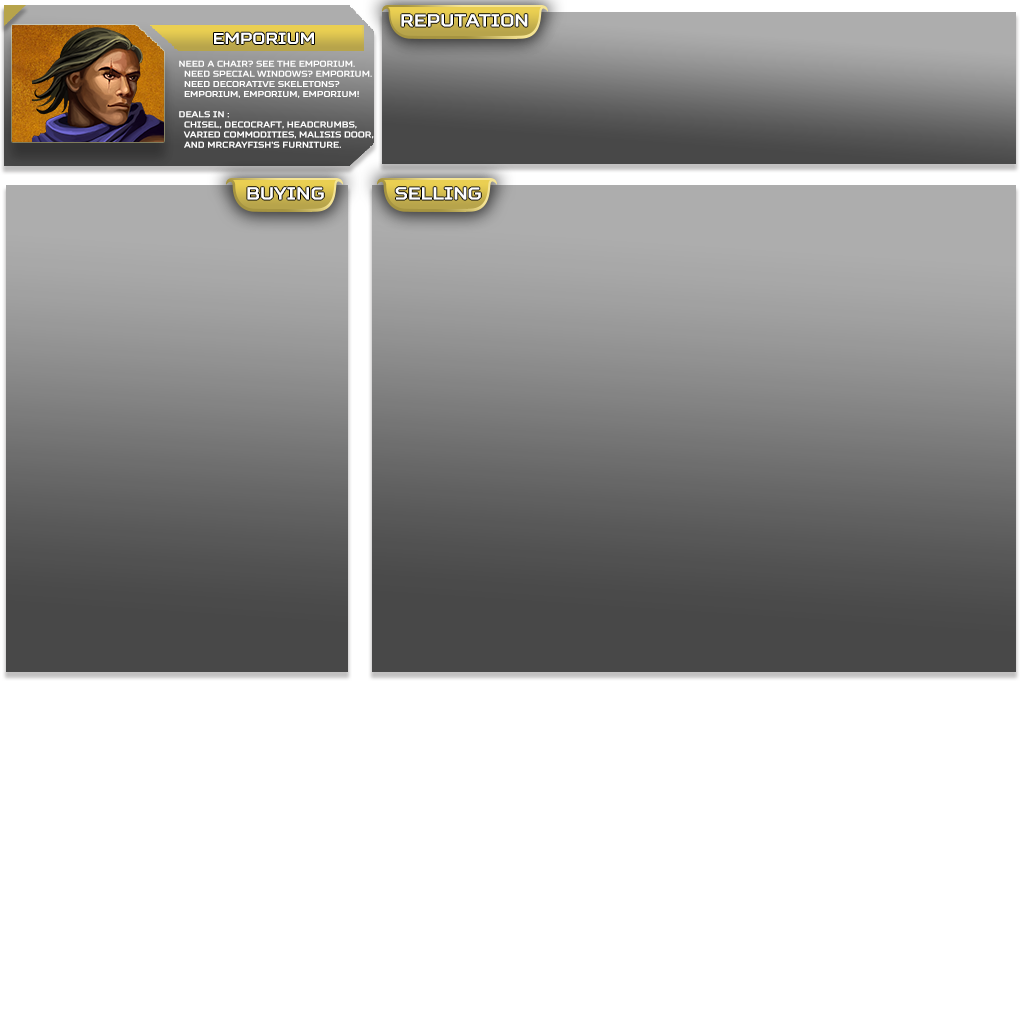 EMPORIUM
NEED A CHAIR? SEE THE EMPORIUM.
NEED SPECIAL WINDOWS? EMPORIUM.
NEED DECORATIVE SKELETONS?
EMPORIUM, EMPORIUM, EMPORIUM!
DEALS IN :
CHISEL, DECOCRAFT, HEADCRUMBS,
VARIED COMMODITIES, MALISIS DOOR,
AND MRCRAYFISH'S FURNITURE.
REPUTATION
BUYING
SELLING